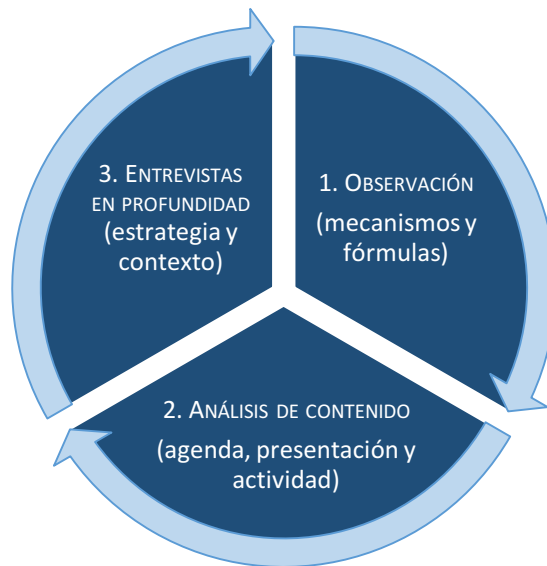 1. OBSERVACIÓN
(mecanismos y
fórmulas)
2. ANÁLISIS DE CONTENIDO
(agenda, presentación y
actividad)
3. ENTREVISTAS
EN PROFUNDIDAD
(estrategia y
contexto)